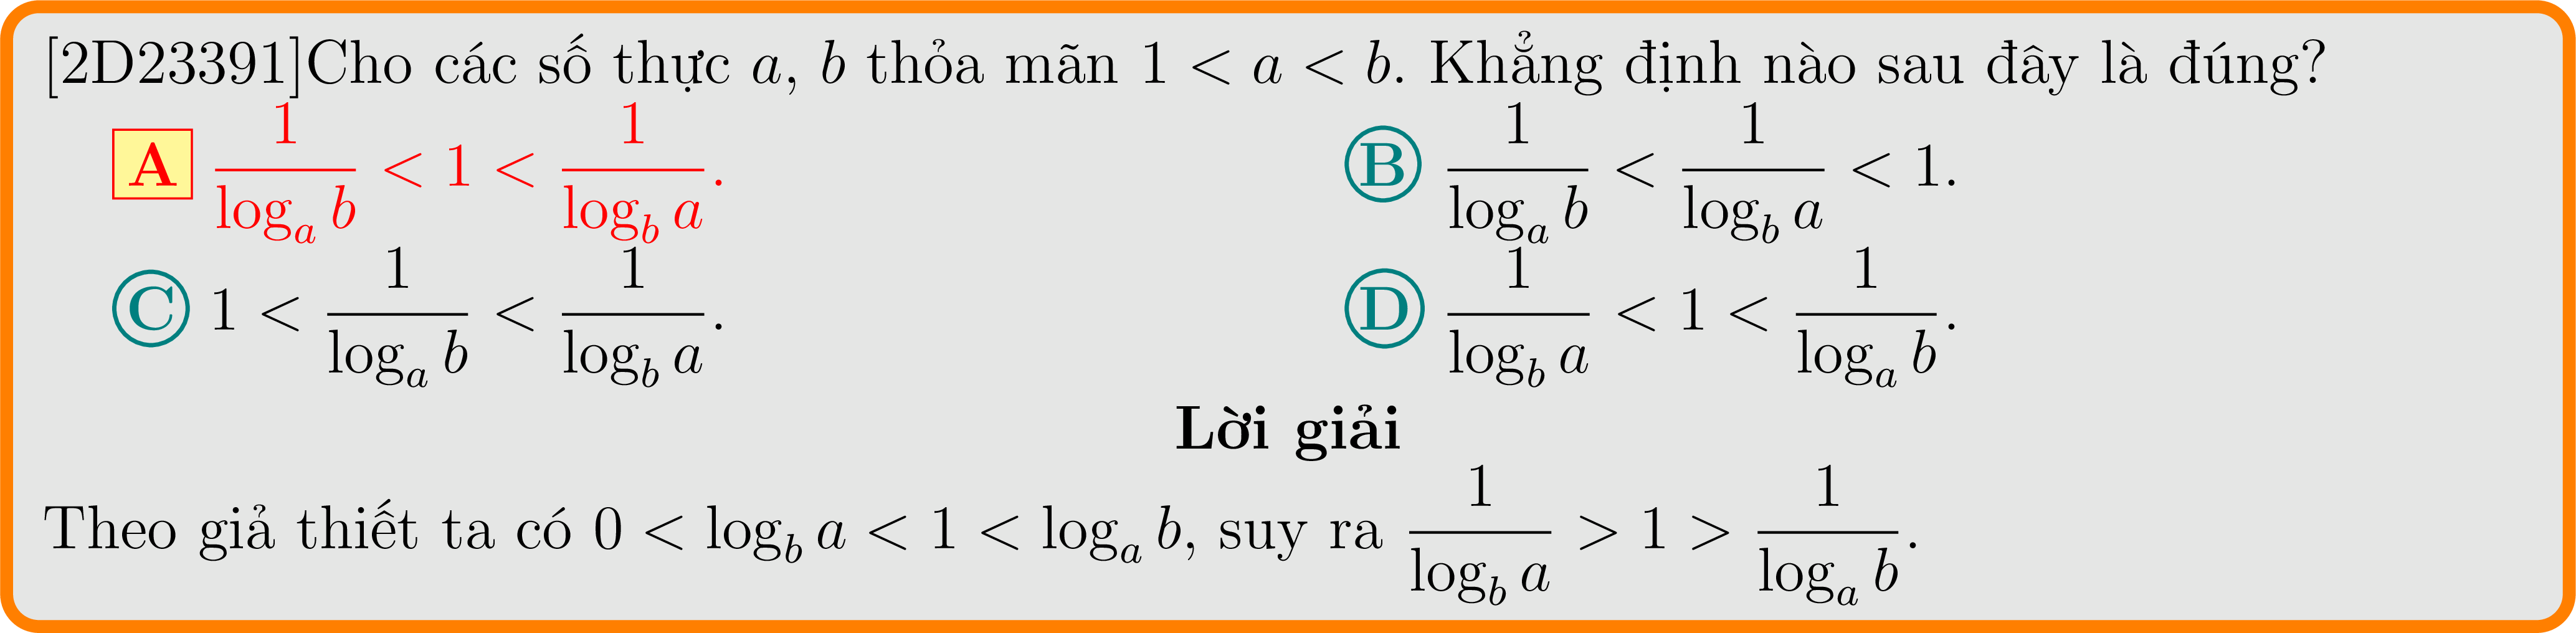 [2D23391]Cho các số thực a, b thỏa mãn 1 < a < b. Khẳng định nào sau đây là đúng?
A $\frac{1}{\log_a b} < 1 < \frac{1}{\log_b a}$. B $\frac{1}{\log_a b} < \frac{1}{\log_b a} < 1$.
C $1 < \frac{1}{\log_a b} < \frac{1}{\log_b a}$. D $\frac{1}{\log_b a} < 1 < \frac{1}{\log_a b}$.
Lời giải
Theo giả thiết ta có $0 < \log_b a < 1 < \log_a b$, suy ra $\frac{1}{\log_b a} > 1 > \frac{1}{\log_a b}$.